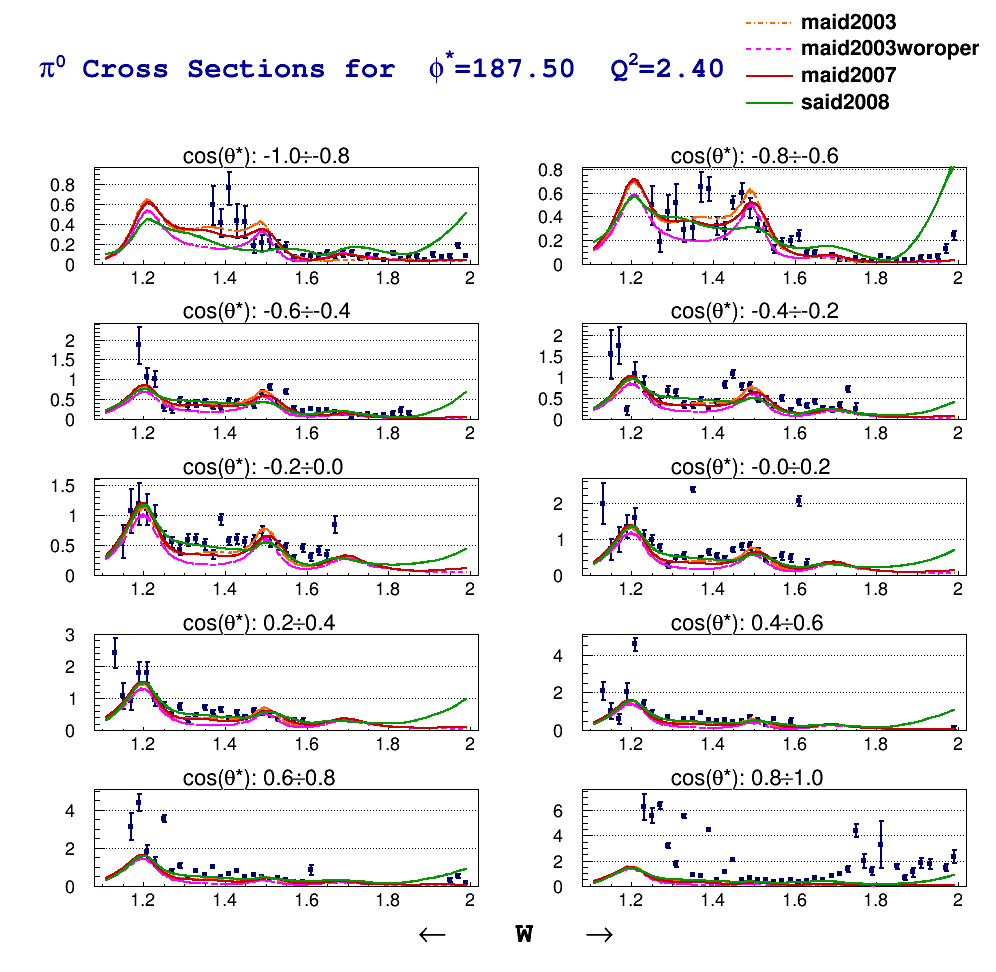 maid2003
maid2003woroper
maid2007
said2008
π⁰ Cross Sections for ϕ*=187.50 Q²=2.40
cos(θ*): -1.0÷-0.8
0.8
0.6
0.4
0.2
0
1.2 1.4 1.6 1.8 2
cos(θ*): -0.8÷-0.6
0.8
0.6
0.4
0.2
0
1.2 1.4 1.6 1.8 2
cos(θ*): -0.6÷-0.4
2
1.5
1
0.5
0
1.2 1.4 1.6 1.8 2
cos(θ*): -0.4÷-0.2
2
1.5
1
0.5
0
1.2 1.4 1.6 1.8 2
cos(θ*): -0.2÷0.0
1.5
1
0.5
0
1.2 1.4 1.6 1.8 2
cos(θ*): -0.0÷0.2
2
1
0
1.2 1.4 1.6 1.8 2
cos(θ*): 0.2÷0.4
3
2
1
0
1.2 1.4 1.6 1.8 2
cos(θ*): 0.4÷0.6
4
2
0
1.2 1.4 1.6 1.8 2
cos(θ*): 0.6÷0.8
4
2
0
1.2 1.4 1.6 1.8 2
cos(θ*): 0.8÷1.0
6
4
2
0
1.2 1.4 1.6 1.8 2
← W →